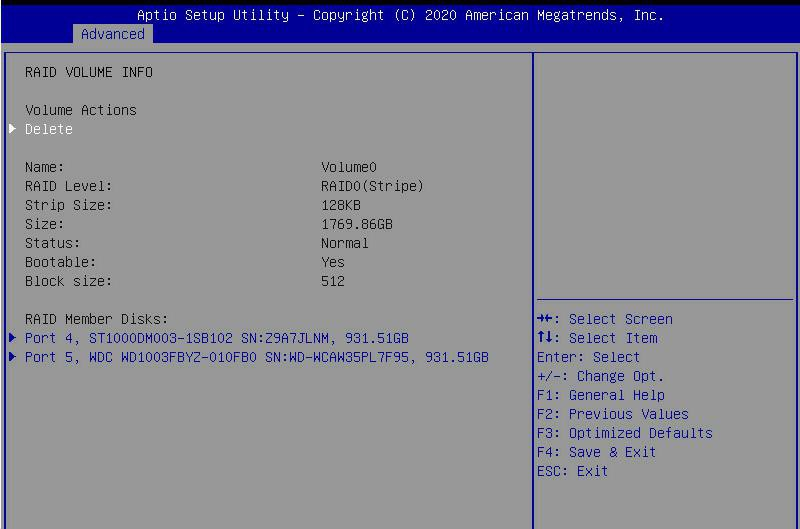 Aptio Setup Utility – Copyright (C) 2020 American Megatrends, Inc.
Advanced
RAID VOLUME INFO
Volume Actions
Delete
Name: Volume0
RAID Level: RAID0(Stripe)
Strip Size: 128KB
Size: 1769.86GB
Status: Normal
Bootable: Yes
Block size: 512
RAID Member Disks:
Port 4, ST1000DM003-1SB102 SN:Z9A7JLNM, 931.51GB
Port 5, WDC WD1003FBYZ-010FB0 SN:WD-WCAW35PL7F95, 931.51GB
→←: Select Screen
↑↓: Select Item
Enter: Select
+/-: Change Opt.
F1: General Help
F2: Previous Values
F3: Optimized Defaults
F4: Save & Exit
ESC: Exit